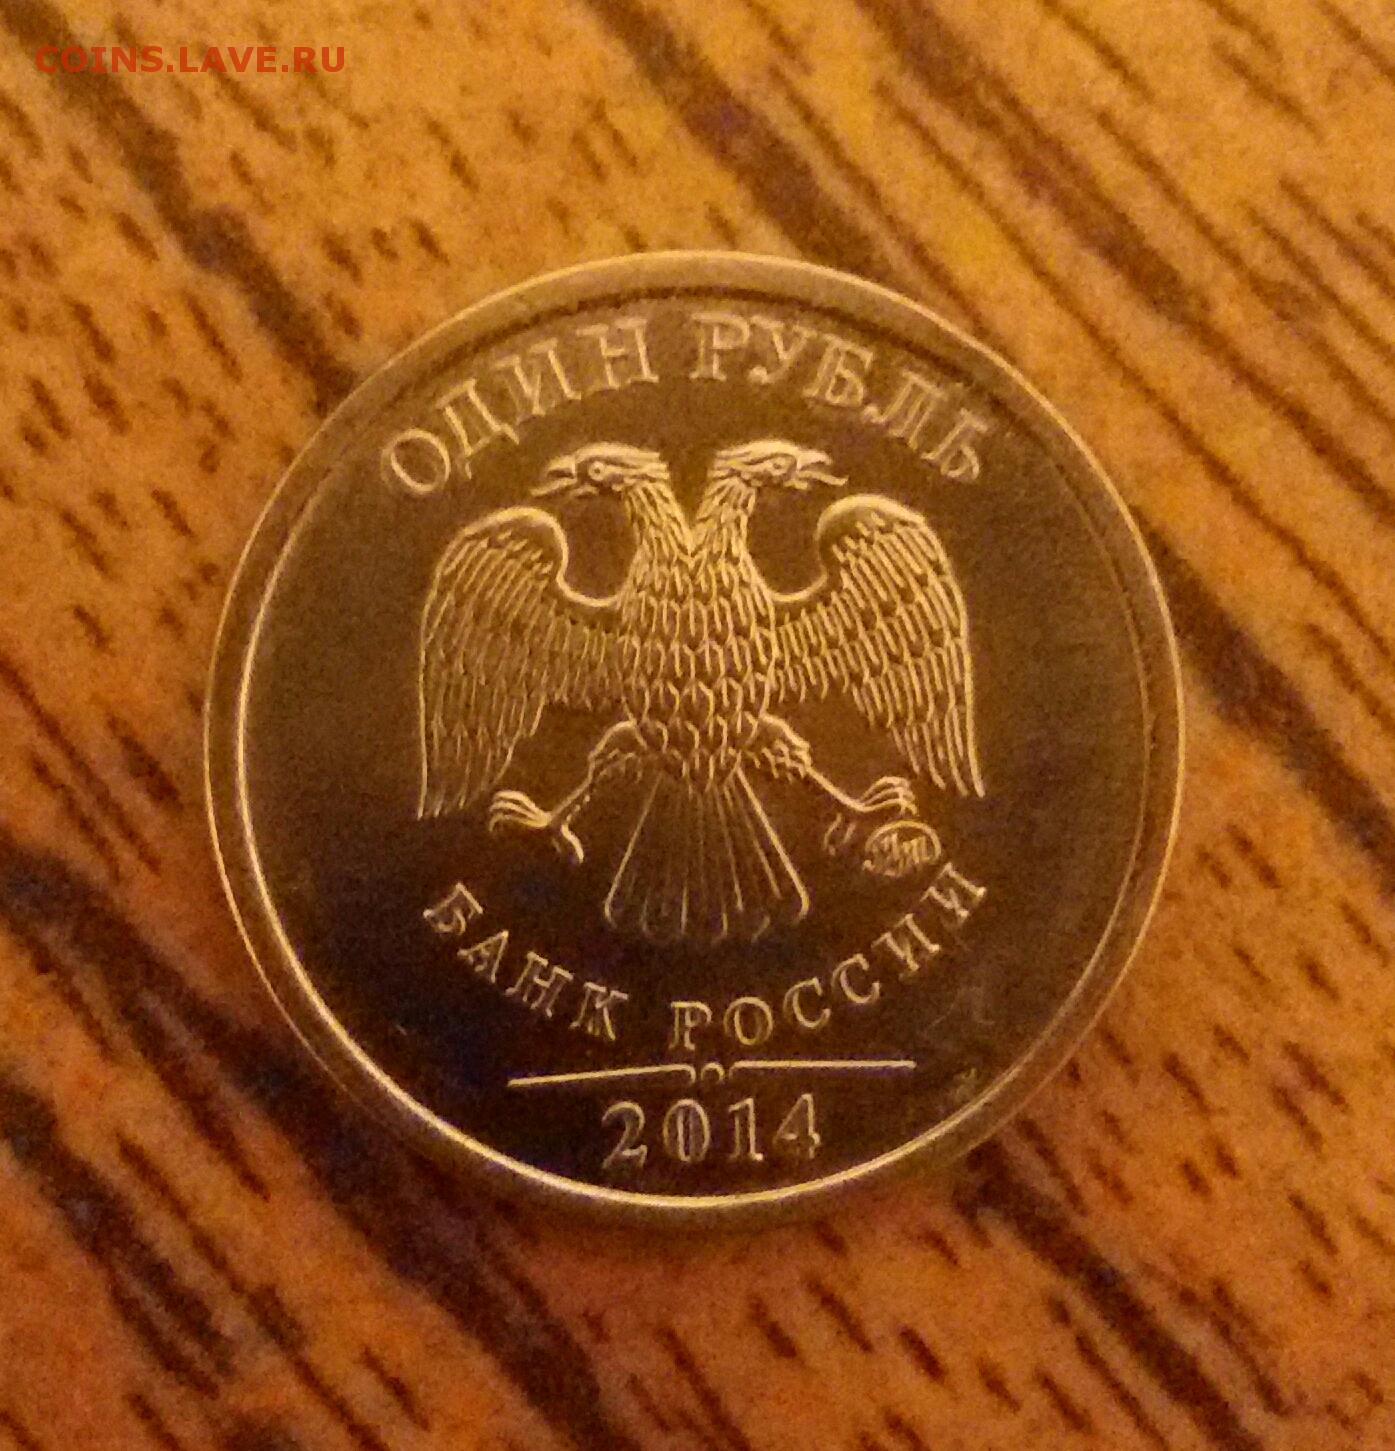 COINS.LAVE.RU
ОДИН РУБЛЬ
БАНК РОССИИ
2014